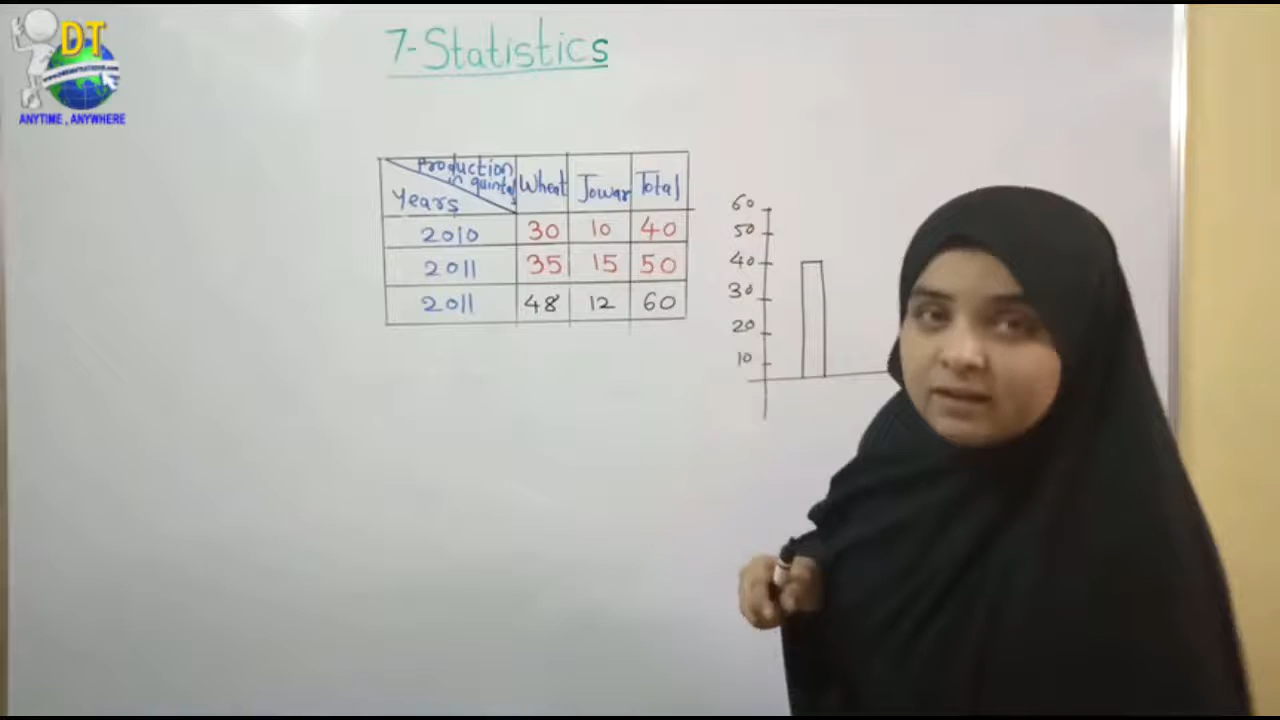 DT
ANYTIME , ANYWHERE
7-Statistics
Production in quintal Years Wheat Jowar Total
2010 30 10 40
2011 35 15 50
2011 48 12 60
60
50
40
30
20
10